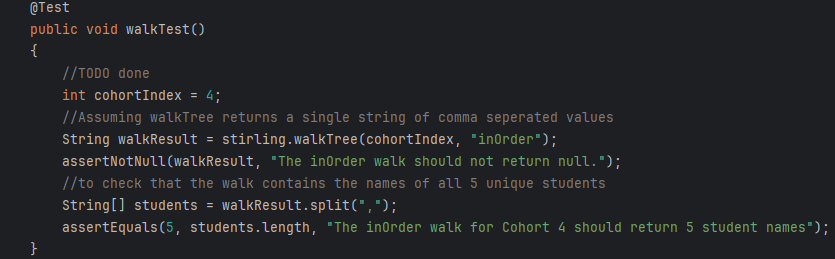 @Test
public void walkTest()
{
//TODO done
int cohortIndex = 4;
//Assuming walkTree returns a single string of comma seperated values
String walkResult = stirling.walkTree(cohortIndex, "inOrder");
assertNotNull(walkResult, "The inOrder walk should not return null.");
//to check that the walk contains the names of all 5 unique students
String[] students = walkResult.split(",");
assertEquals(5, students.length, "The inOrder walk for Cohort 4 should return 5 student names");
}